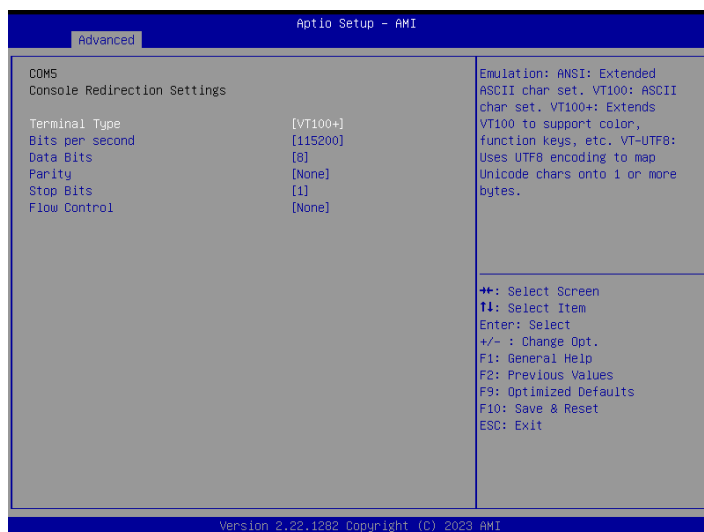 Aptio Setup - AMI
Advanced
COM5
Console Redirection Settings
Terminal Type [VT100+]
Bits per second [115200]
Data Bits [8]
Parity [None]
Stop Bits [1]
Flow Control [None]
Emulation: ANSI: Extended
ASCII char set. VT100: ASCII
char set. VT100+: Extends
VT100 to support color,
function keys, etc. VT-UTF8:
Uses UTF8 encoding to map
Unicode chars onto 1 or more
bytes.
→←: Select Screen
↑↓: Select Item
Enter: Select
+/- : Change Opt.
F1: General Help
F2: Previous Values
F9: Optimized Defaults
F10: Save & Reset
ESC: Exit
Version 2.22.1282 Copyright (C) 2023 AMI